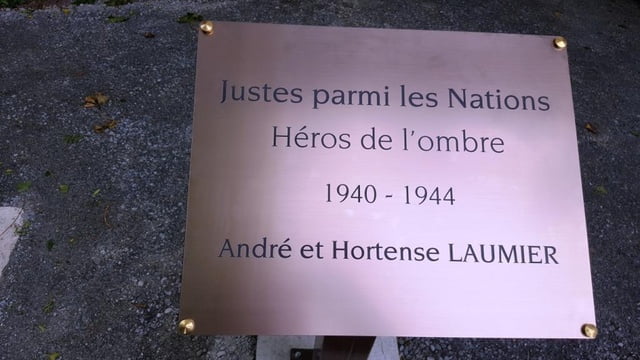 Justes parmi les Nations
Héros de l'ombre
1940 - 1944
André et Hortense LAUMIER